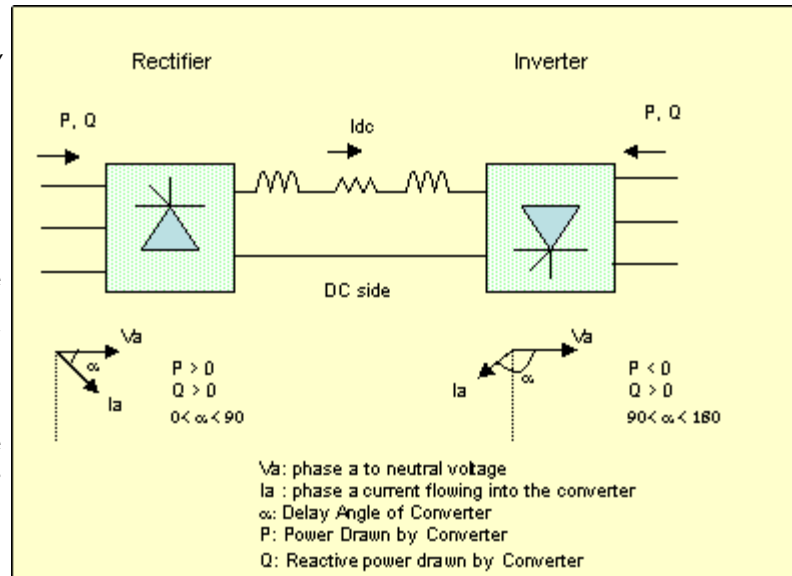 Rectifier
Inverter
P, Q
Idc
P, Q
DC side
Va
α
Ia
P > 0
Q > 0
0< α < 90
Va
α
Ia
P < 0
Q > 0
90< α < 180
Va: phase a to neutral voltage
Ia : phase a current flowing into the converter
α: Delay Angle of Converter
P: Power Drawn by Converter
Q: Reactive power drawn by Converter